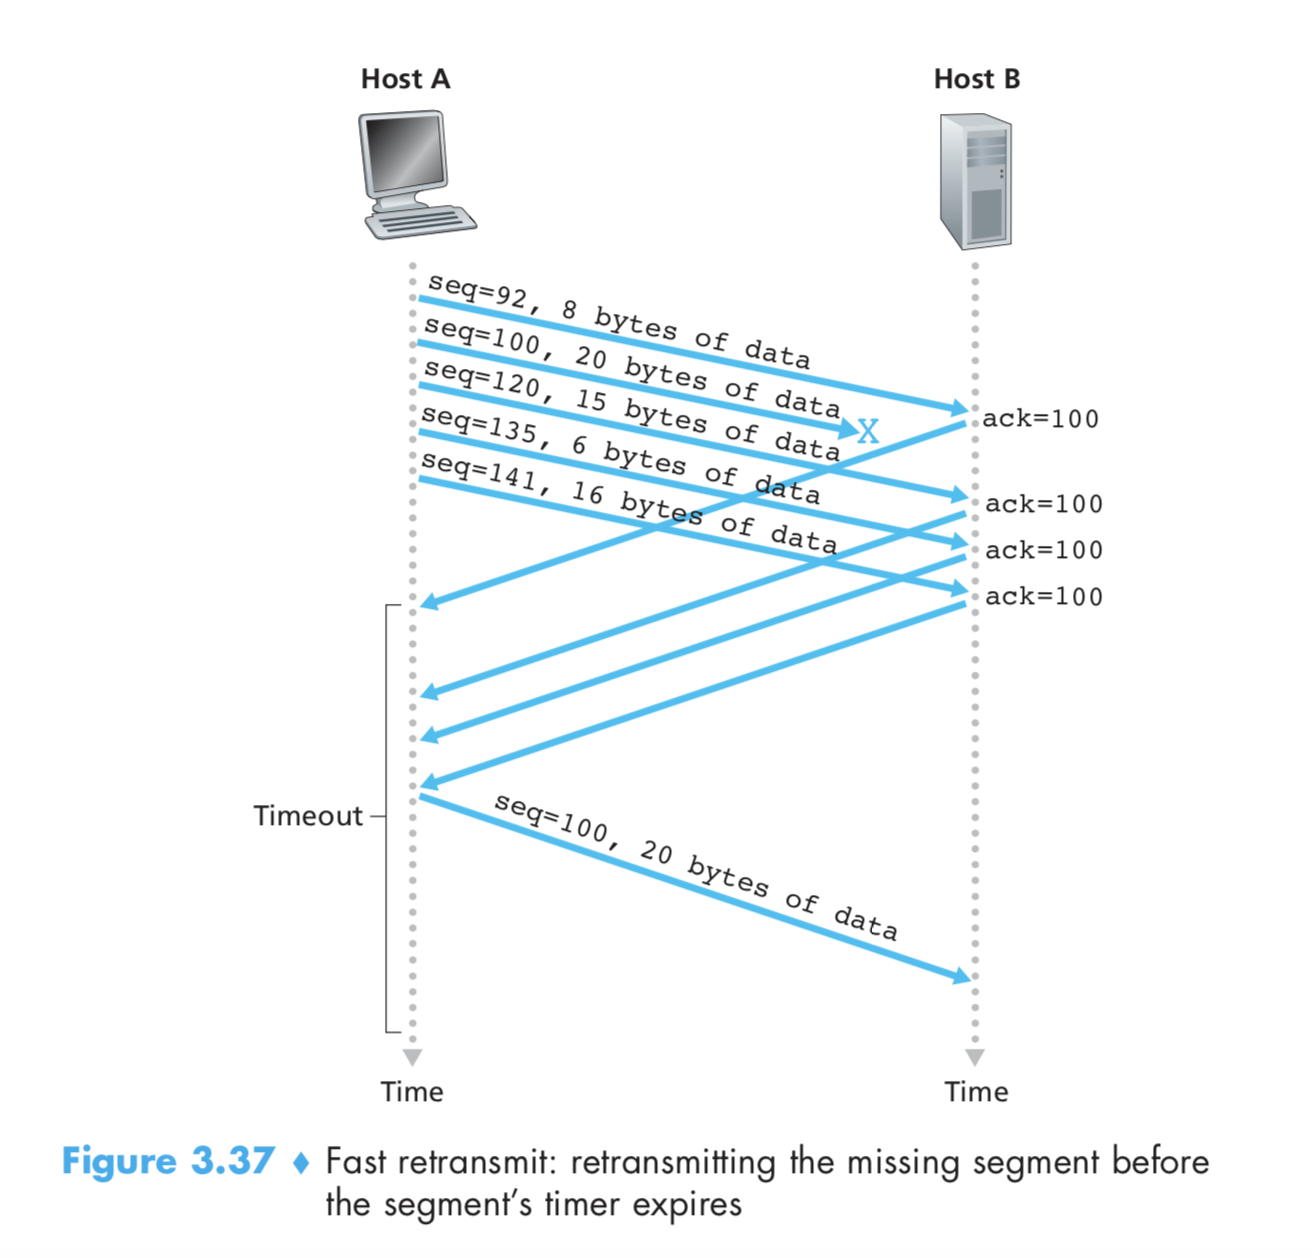 Host A
Host B
seq=92, 8 bytes of data
seq=100, 20 bytes of data
X
seq=120, 15 bytes of data
seq=135, 6 bytes of data
seq=141, 16 bytes of data
ack=100
ack=100
ack=100
ack=100
Timeout
seq=100, 20 bytes of data
Time
Time
Figure 3.37 ♦ Fast retransmit: retransmitting the missing segment before
the segment’s timer expires